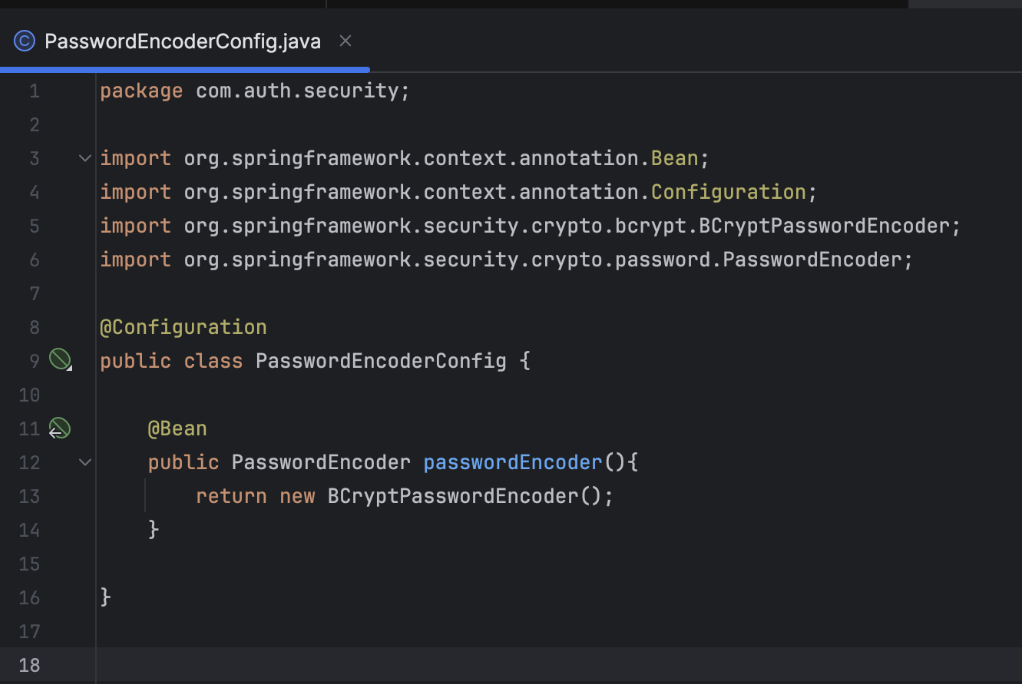 PasswordEncoderConfig.java
1 package com.auth.security;
2
3 import org.springframework.context.annotation.Bean;
4 import org.springframework.context.annotation.Configuration;
5 import org.springframework.security.crypto.bcrypt.BCryptPasswordEncoder;
6 import org.springframework.security.crypto.password.PasswordEncoder;
7
8 @Configuration
9 public class PasswordEncoderConfig {
10
11     @Bean
12     public PasswordEncoder passwordEncoder(){
13         return new BCryptPasswordEncoder();
14     }
15
16 }
17
18